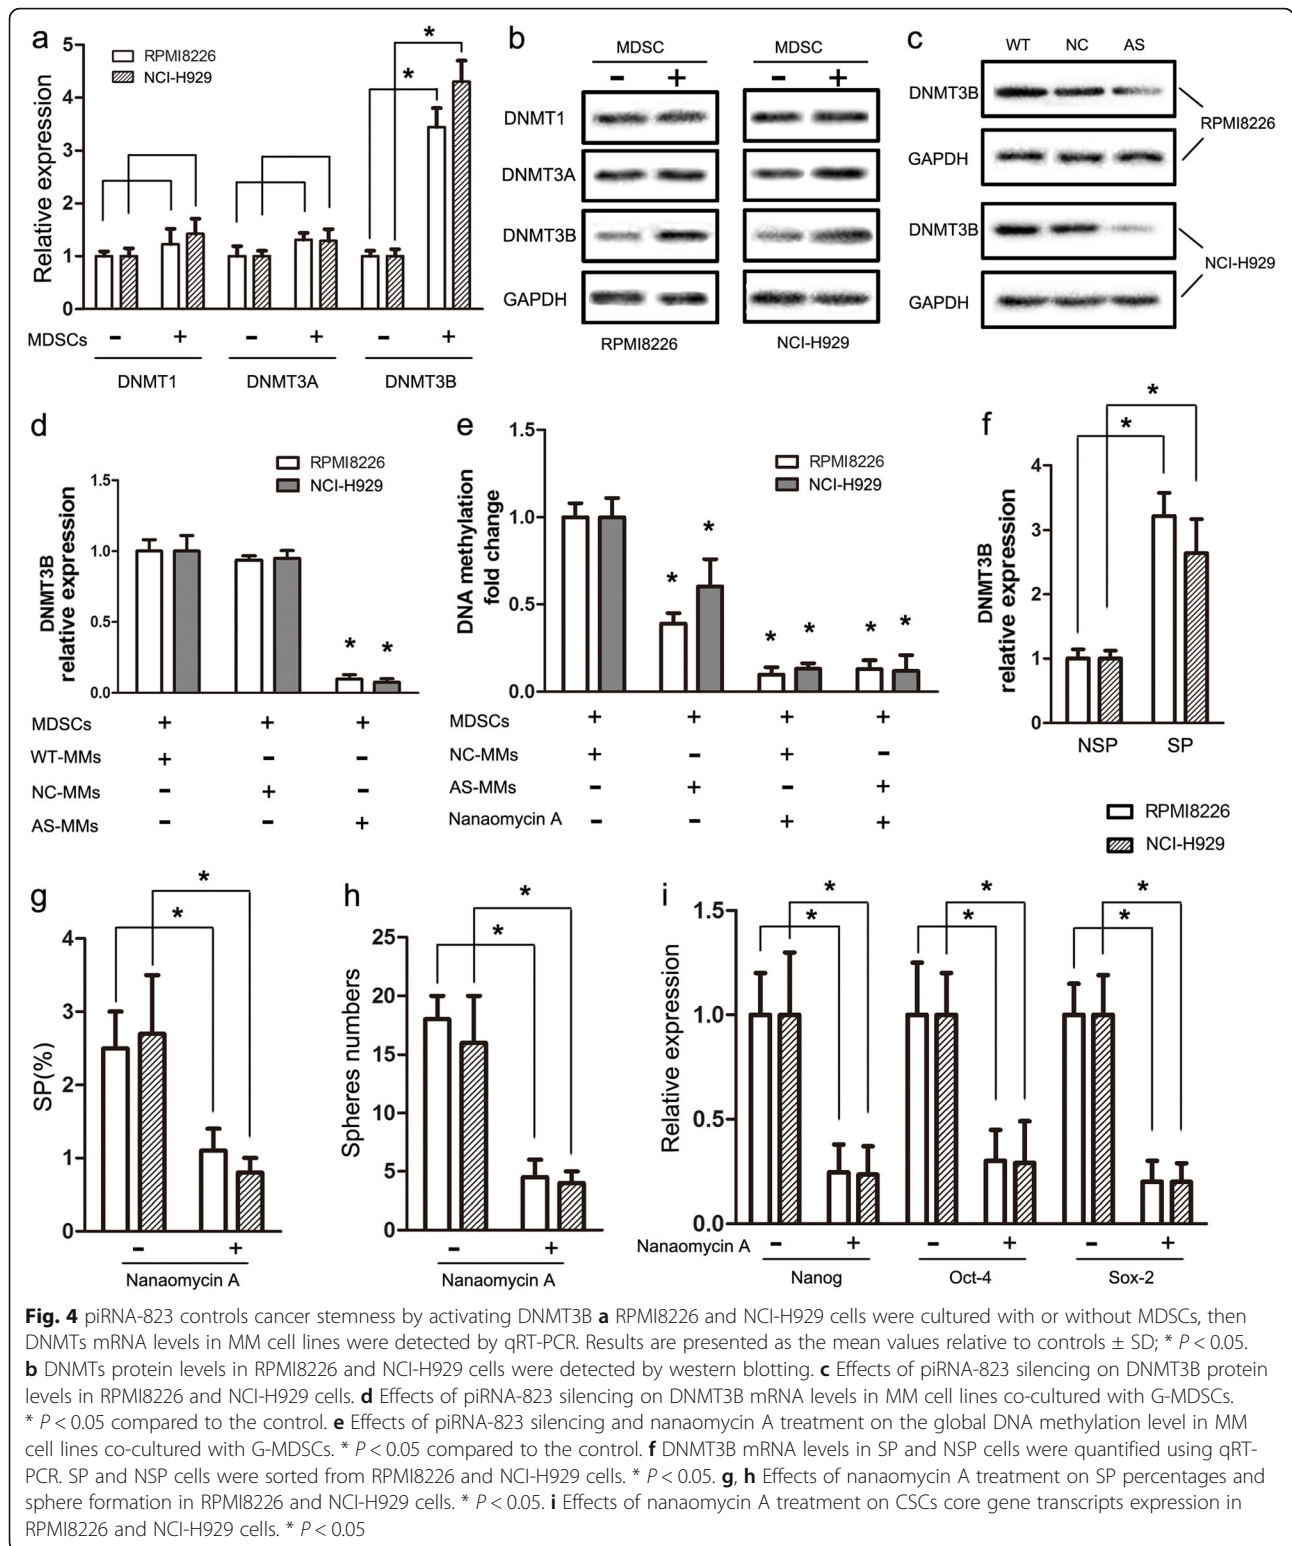 a
5
4
3
2
1
0
Relative expression
RPMI8226
NCI-H929
* *
MDSCs - + - + - +
DNMT1 DNMT3A DNMT3B
b
MDSC MDSC
- + - +
DNMT1
DNMT3A
DNMT3B
GAPDH
RPMI8226 NCI-H929
c
WT NC AS
DNMT3B
GAPDH
RPMI8226
DNMT3B
GAPDH
NCI-H929
d
DNMT3B
relative expression
1.5
1.0
0.5
0.0
RPMI8226
NCI-H929
* *
MDSCs + + +
WT-MMs + - -
NC-MMs - + -
AS-MMs - - +
e
DNA methylation
fold change
1.5
1.0
0.5
0.0
RPMI8226
NCI-H929
* * * * * *
MDSCs + + + +
NC-MMs + - + -
AS-MMs - + - +
Nanaomycin A - - + +
f
DNMT3B
relative expression
4
3
2
1
0
* *
NSP SP
RPMI8226
NCI-H929
g
SP(%)
4
3
2
1
0
* *
- +
Nanaomycin A
h
Spheres numbers
25
20
15
10
5
0
* *
- +
Nanaomycin A
i
Relative expression
1.5
1.0
0.5
0.0
* * * * * *
Nanaomycin A - + - + - +
Nanog Oct-4 Sox-2
Fig. 4 piRNA-823 controls cancer stemness by activating DNMT3B a RPMI8226 and NCI-H929 cells were cultured with or without MDSCs, then
DNMTs mRNA levels in MM cell lines were detected by qRT-PCR. Results are presented as the mean values relative to controls ± SD; * P < 0.05.
b DNMTs protein levels in RPMI8226 and NCI-H929 cells were detected by western blotting. c Effects of piRNA-823 silencing on DNMT3B protein
levels in RPMI8226 and NCI-H929 cells. d Effects of piRNA-823 silencing on DNMT3B mRNA levels in MM cell lines co-cultured with G-MDSCs.
* P < 0.05 compared to the control. e Effects of piRNA-823 silencing and nanaomycin A treatment on the global DNA methylation level in MM
cell lines co-cultured with G-MDSCs. * P < 0.05 compared to the control. f DNMT3B mRNA levels in SP and NSP cells were quantified using qRT-
PCR. SP and NSP cells were sorted from RPMI8226 and NCI-H929 cells. * P < 0.05. g, h Effects of nanaomycin A treatment on SP percentages and
sphere formation in RPMI8226 and NCI-H929 cells. * P < 0.05. i Effects of nanaomycin A treatment on CSCs core gene transcripts expression in
RPMI8226 and NCI-H929 cells. * P < 0.05